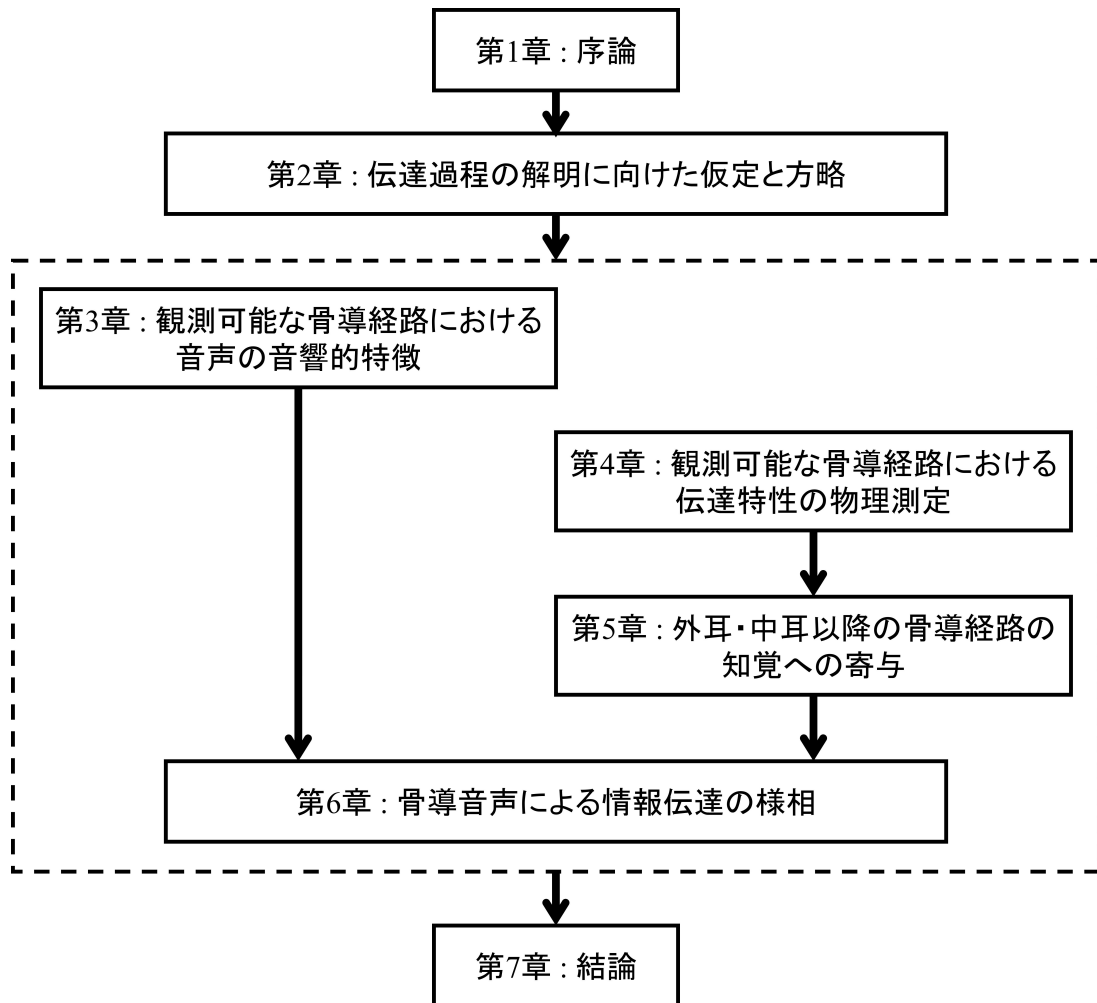 第1章 : 序論
第2章 : 伝達過程の解明に向けた仮定と方略
第3章 : 観測可能な骨導経路における
音声の音響的特徴
第4章 : 観測可能な骨導経路における
伝達特性の物理測定
第5章 : 外耳・中耳以降の骨導経路の
知覚への寄与
第6章 : 骨導音声による情報伝達の様相
第7章 : 結論